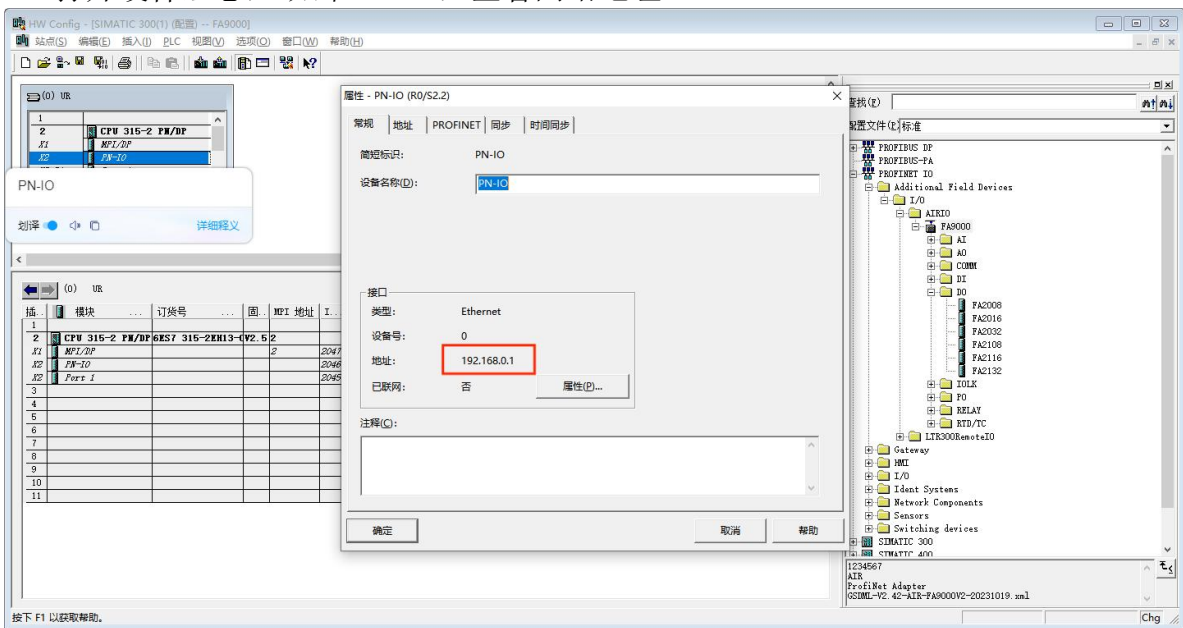 HW Config - [SIMATIC 300(1) (配置) -- FA9000]
站点(S) 编辑(E) 插入(I) PLC 视图(V) 选项(O) 窗口(W) 帮助(H)
(0) UR
1
2 CPU 315-2 PN/DP
X1 MPI/DP
X2 PN-IO
PN-IO
划译 详细释义
(0) UR
插.. 模块 ... 订货号 ... 固.. MPI 地址 I..
1
2 CPU 315-2 PN/DP 6ES7 315-2EH13-0 V2.5 2
X1 MPI/DP 2 2047
X2 PN-IO 2046
X2 Port 1 2045
3
4
5
6
7
8
9
10
11
属性 - PN-IO (R0/S2.2)
常规 地址 PROFINET 同步 时间同步
简短标识: PN-IO
设备名称(D): PN-IO
接口
类型: Ethernet
设备号: 0
地址: 192.168.0.1
已联网: 否 属性(P)...
注释(C):
确定 取消 帮助
查找(F)
配置文件(P) 标准
PROFIBUS DP
PROFIBUS-PA
PROFINET IO
Additional Field Devices
I/O
AIRIO
FA9000
AI
AO
COMM
DI
DO
FA2008
FA2016
FA2032
FA2108
FA2116
FA2132
IOLK
PO
RELAY
RTD/TC
LTR300RemoteIO
Gateway
HMI
I/O
Ident Systems
Network Components
Sensors
Switching devices
SIMATIC 300
SIMATIC 400
1234567
AIR
ProfiNet Adapter
GSDML-V2.42-AIR-FA9000V2-20231019.xml
按下 F1 以获取帮助。 Chg